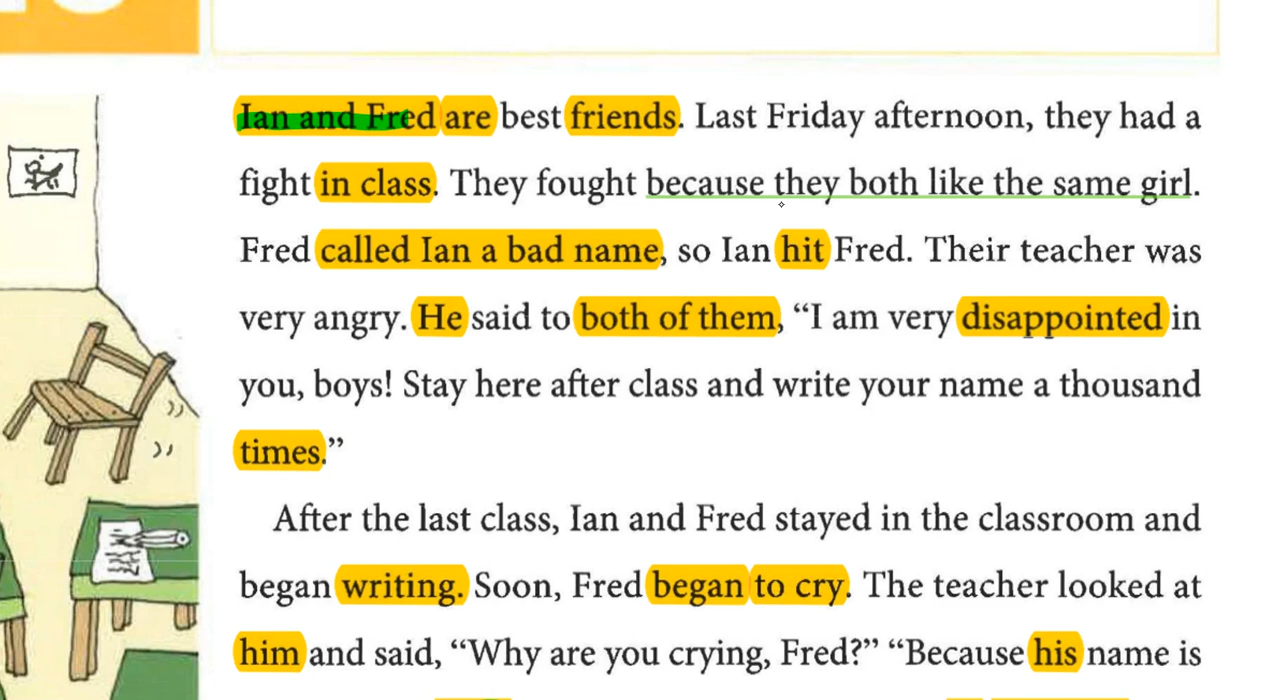 Ian and Fred are best friends. Last Friday afternoon, they had a
fight in class. They fought because they both like the same girl.
Fred called Ian a bad name, so Ian hit Fred. Their teacher was
very angry. He said to both of them, “I am very disappointed in
you, boys! Stay here after class and write your name a thousand
times.”
After the last class, Ian and Fred stayed in the classroom and
began writing. Soon, Fred began to cry. The teacher looked at
him and said, “Why are you crying, Fred?” “Because his name is